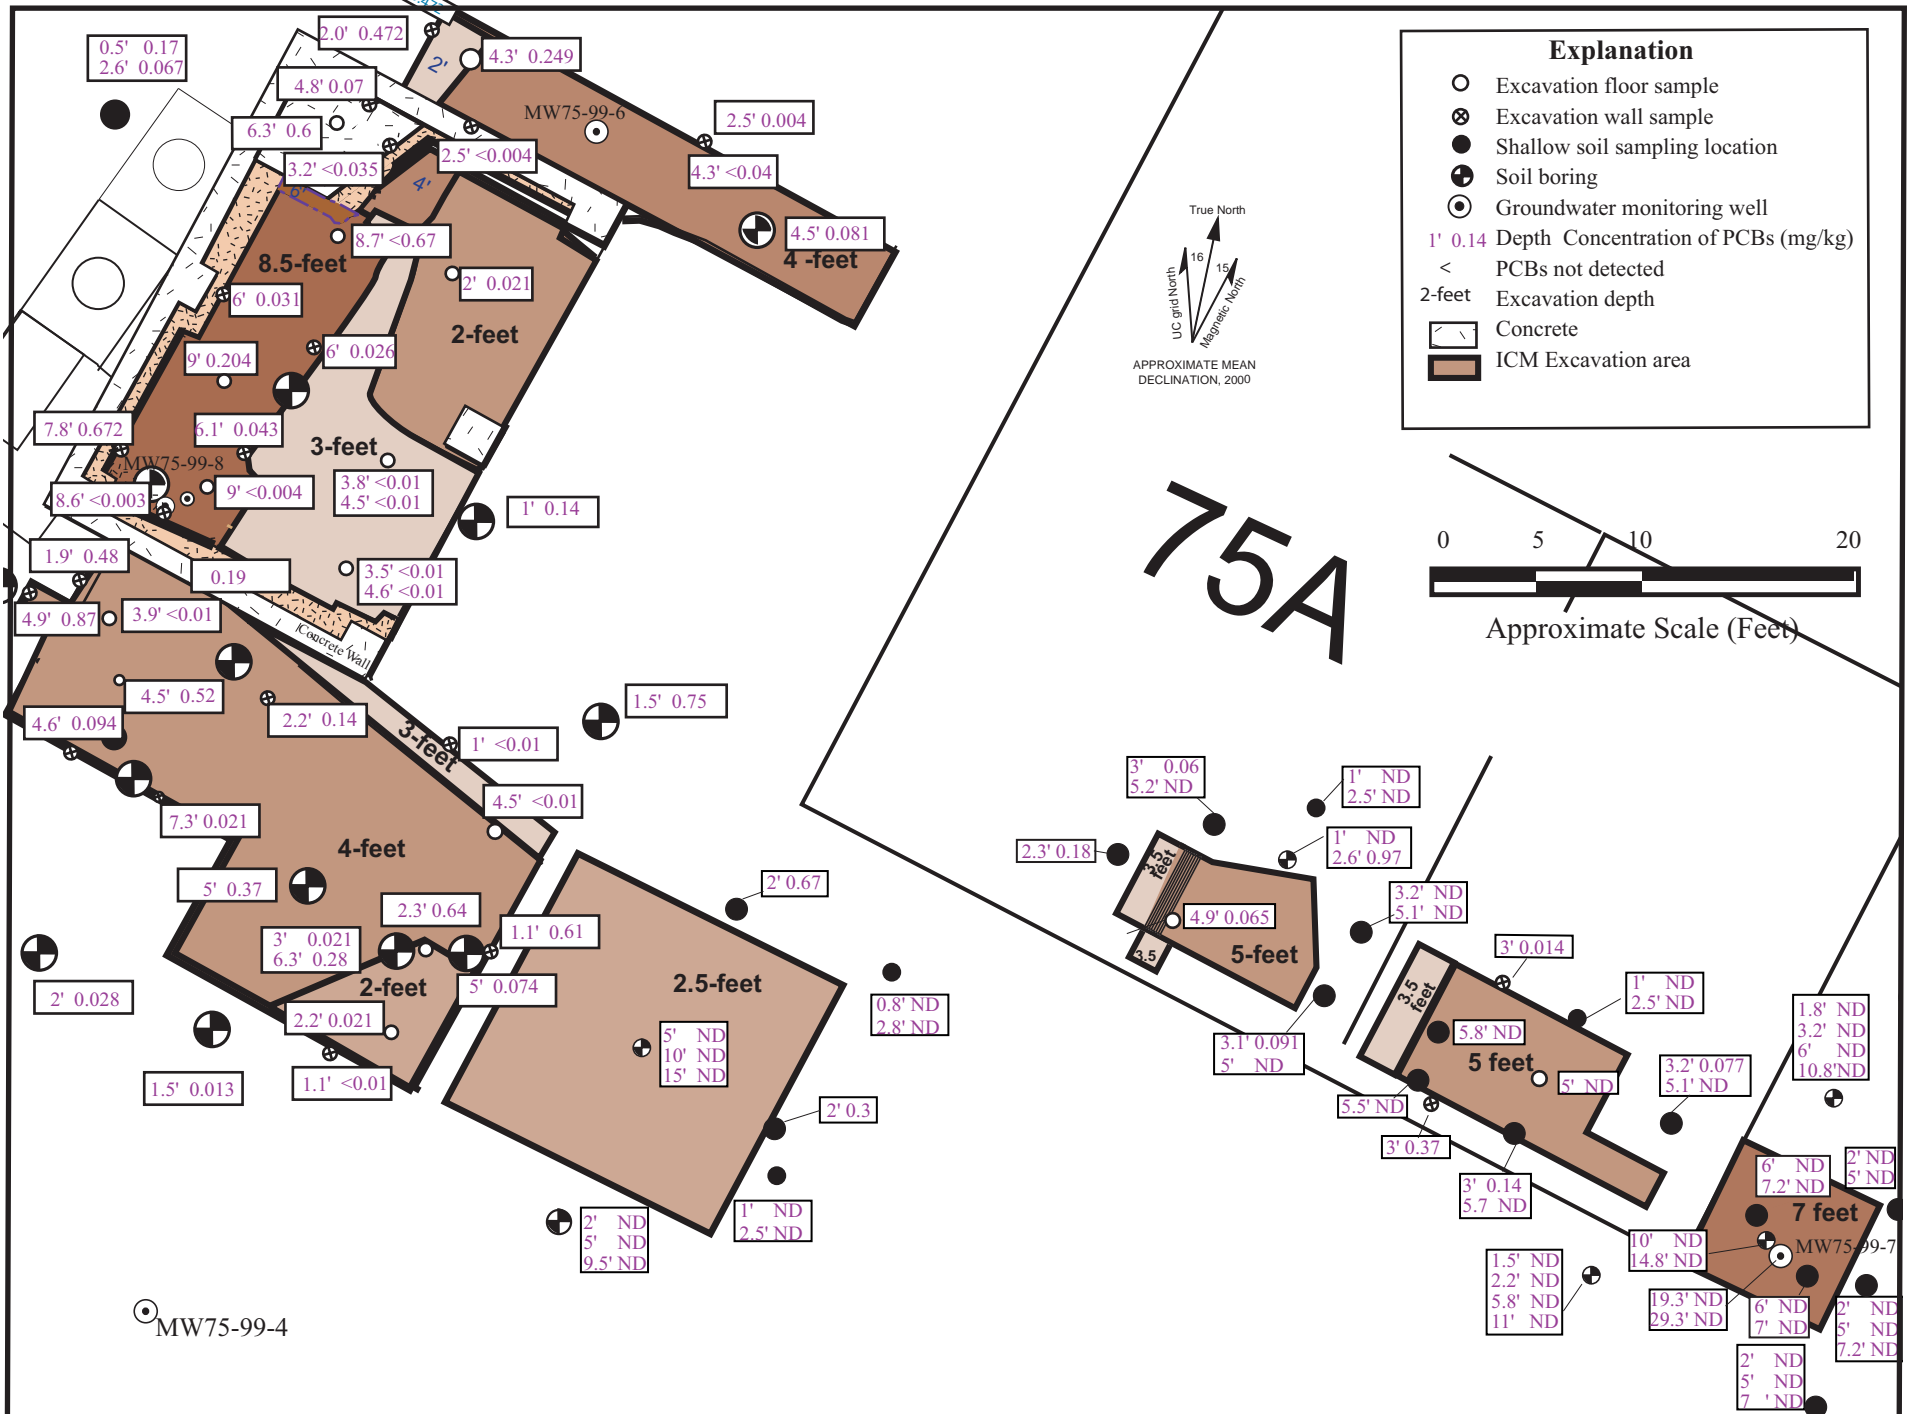 2.0' 0.472
0.5' 0.17
2.6' 0.067
4.3' 0.249
2'
4.8' 0.07
MW75-99-6
2.5' 0.004
6.3' 0.6
2.5' <0.004
3.2' <0.035
4.3' <0.04
4'
6'
8.7' <0.67
4.5' 0.081
4 -feet
8.5-feet
2' 0.021
6' 0.031
2-feet
6' 0.026
9' 0.204
7.8' 0.672
6.1' 0.043
3-feet
MW75-99-8
3.8' <0.01
4.5' <0.01
8.6' <0.003
9' <0.004
1' 0.14
1.9' 0.48
0.19
3.5' <0.01
4.6' <0.01
4.9' 0.87
3.9' <0.01
Concrete Wall
4.5' 0.52
4.6' 0.094
2.2' 0.14
1.5' 0.75
3-feet
1' <0.01
4.5' <0.01
7.3' 0.021
4-feet
5' 0.37
2.3' 0.64
2' 0.67
3' 0.021
6.3' 0.28
1.1' 0.61
2-feet
5' 0.074
2.5-feet
2' 0.028
2.2' 0.021
0.8' ND
2.8' ND
5' ND
10' ND
15' ND
1.5' 0.013
1.1' <0.01
2' 0.3
1' ND
2.5' ND
2' ND
5' ND
9.5' ND
MW75-99-4
Explanation
Excavation floor sample
Excavation wall sample
Shallow soil sampling location
Soil boring
Groundwater monitoring well
1' 0.14 Depth Concentration of PCBs (mg/kg)
< PCBs not detected
2-feet Excavation depth
Concrete
ICM Excavation area
True North
16
15
UC grid North
Magnetic North
APPROXIMATE MEAN
DECLINATION, 2000
75A
0 5 10 20
Approximate Scale (Feet)
3' 0.06
5.2' ND
1' ND
2.5' ND
2.3' 0.18
3.5
feet
1' ND
2.6' 0.97
3.2' ND
5.1' ND
4.9' 0.065
3.5
5-feet
3' 0.014
3.5
feet
1' ND
2.5' ND
1.8' ND
3.2' ND
6' ND
10.8' ND
3.1' 0.091
5' ND
5.8' ND
5 feet
5' ND
3.2' 0.077
5.1' ND
5.5' ND
3' 0.37
3' 0.14
5.7 ND
6' ND
7.2' ND
2' ND
5' ND
7 feet
10' ND
14.8' ND
MW75-99-7
1.5' ND
2.2' ND
5.8' ND
11' ND
19.3' ND
29.3' ND
6' ND
7' ND
2' ND
5' ND
7.2' ND
2' ND
5' ND
7 ' ND